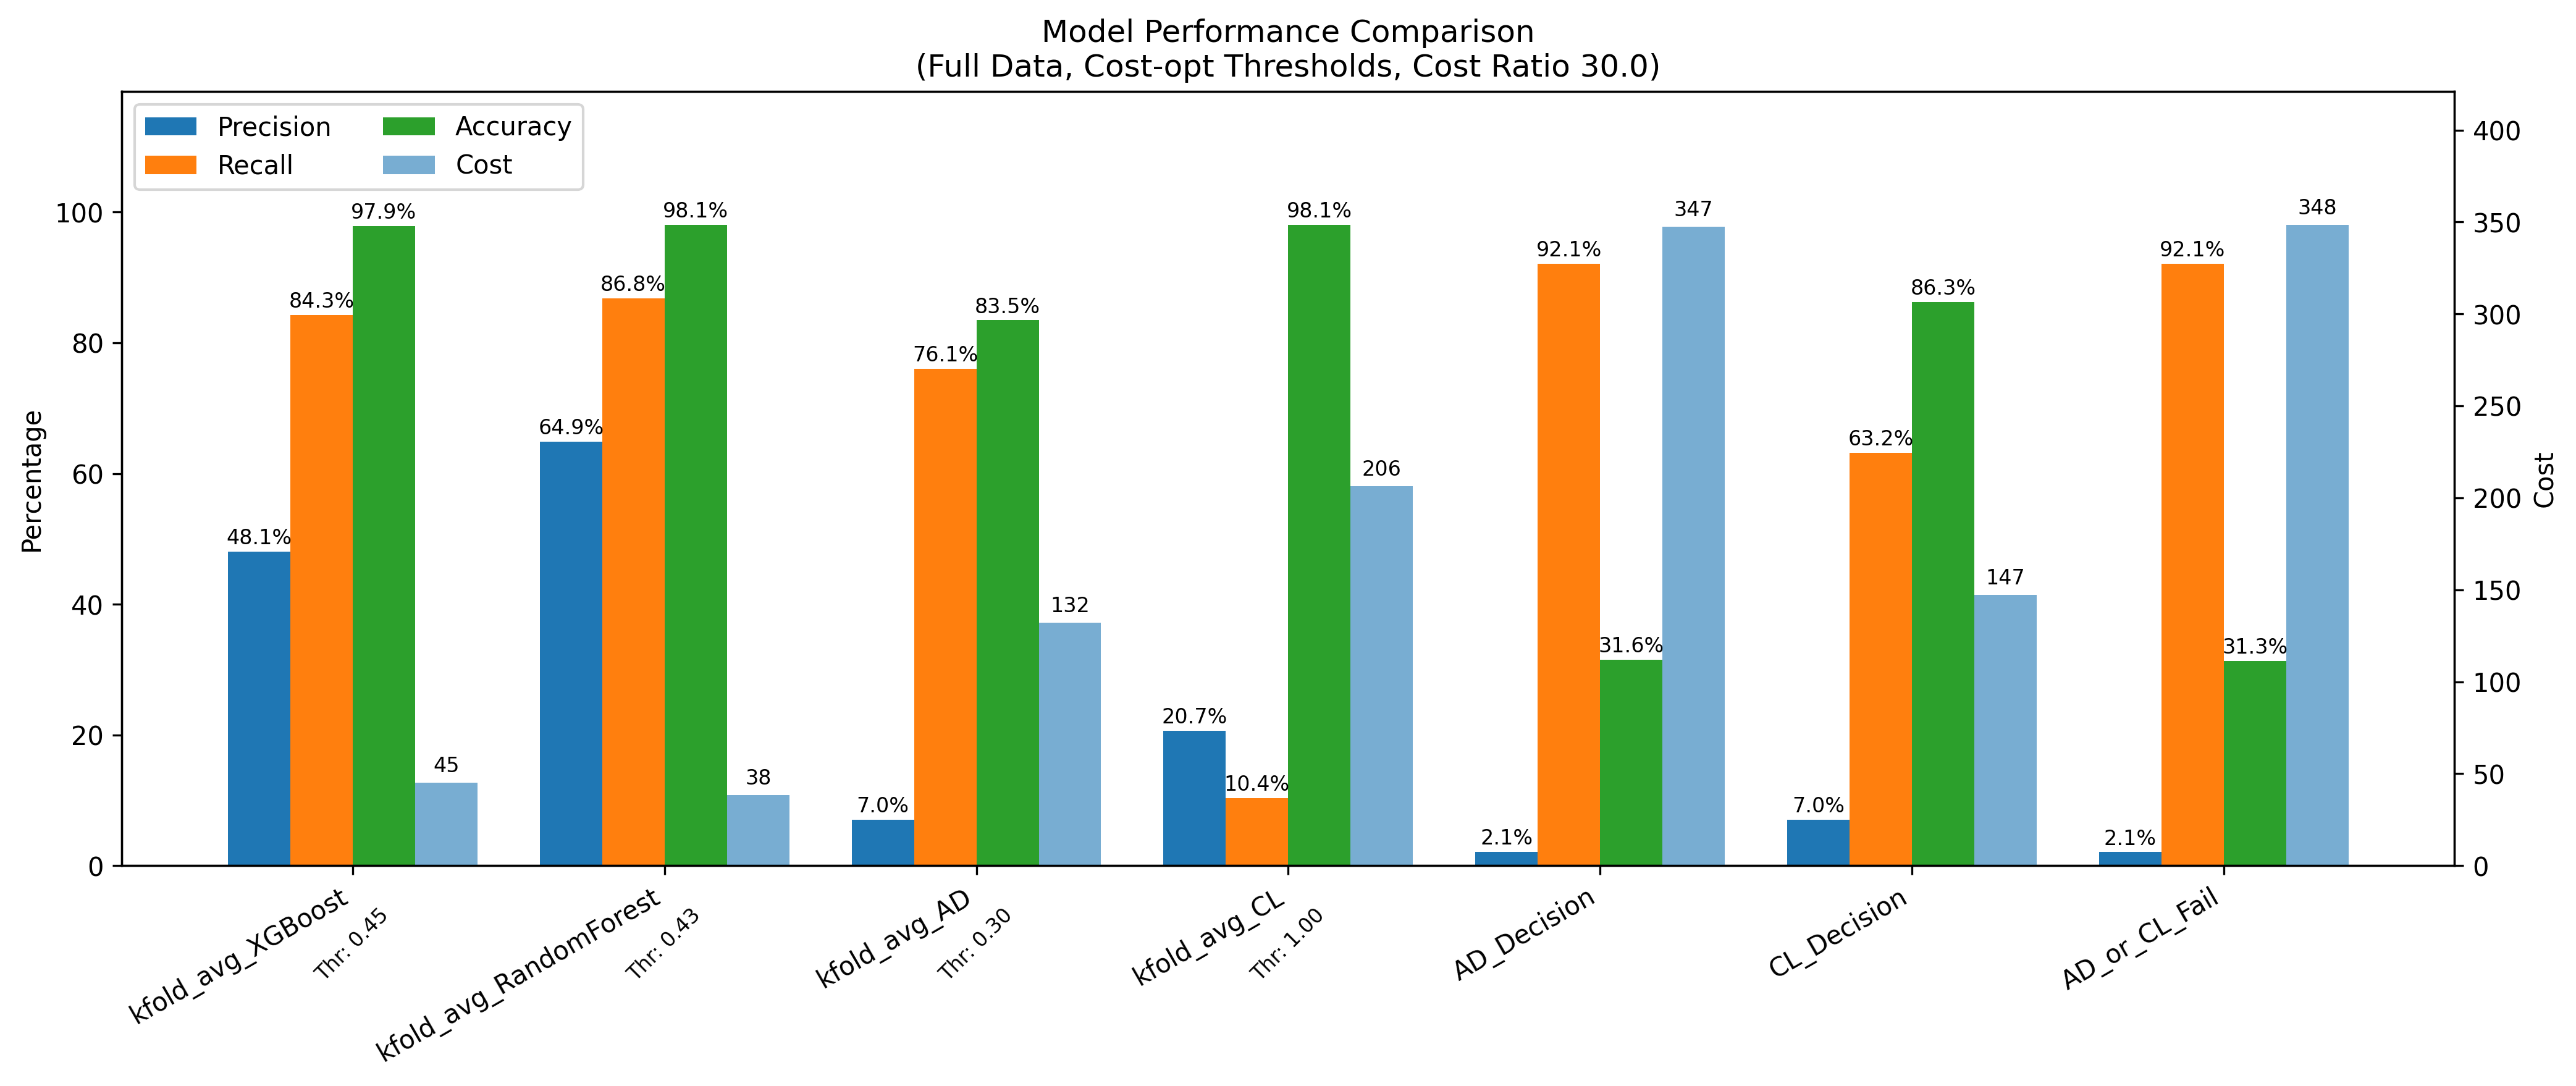 Model Performance Comparison
(Full Data, Cost-opt Thresholds, Cost Ratio 30.0)
Precision
Recall
Accuracy
Cost
Percentage
100
80
60
40
20
0
48.1%
84.3%
97.9%
45
64.9%
86.8%
98.1%
38
7.0%
76.1%
83.5%
132
20.7%
10.4%
98.1%
206
2.1%
92.1%
31.6%
347
7.0%
63.2%
86.3%
147
2.1%
92.1%
31.3%
348
400
350
300
250
200
150
100
50
0
Cost
kfold_avg_XGBoost
Thr: 0.45
kfold_avg_RandomForest
Thr: 0.43
kfold_avg_AD
Thr: 0.30
kfold_avg_CL
Thr: 1.00
AD_Decision
CL_Decision
AD_or_CL_Fail